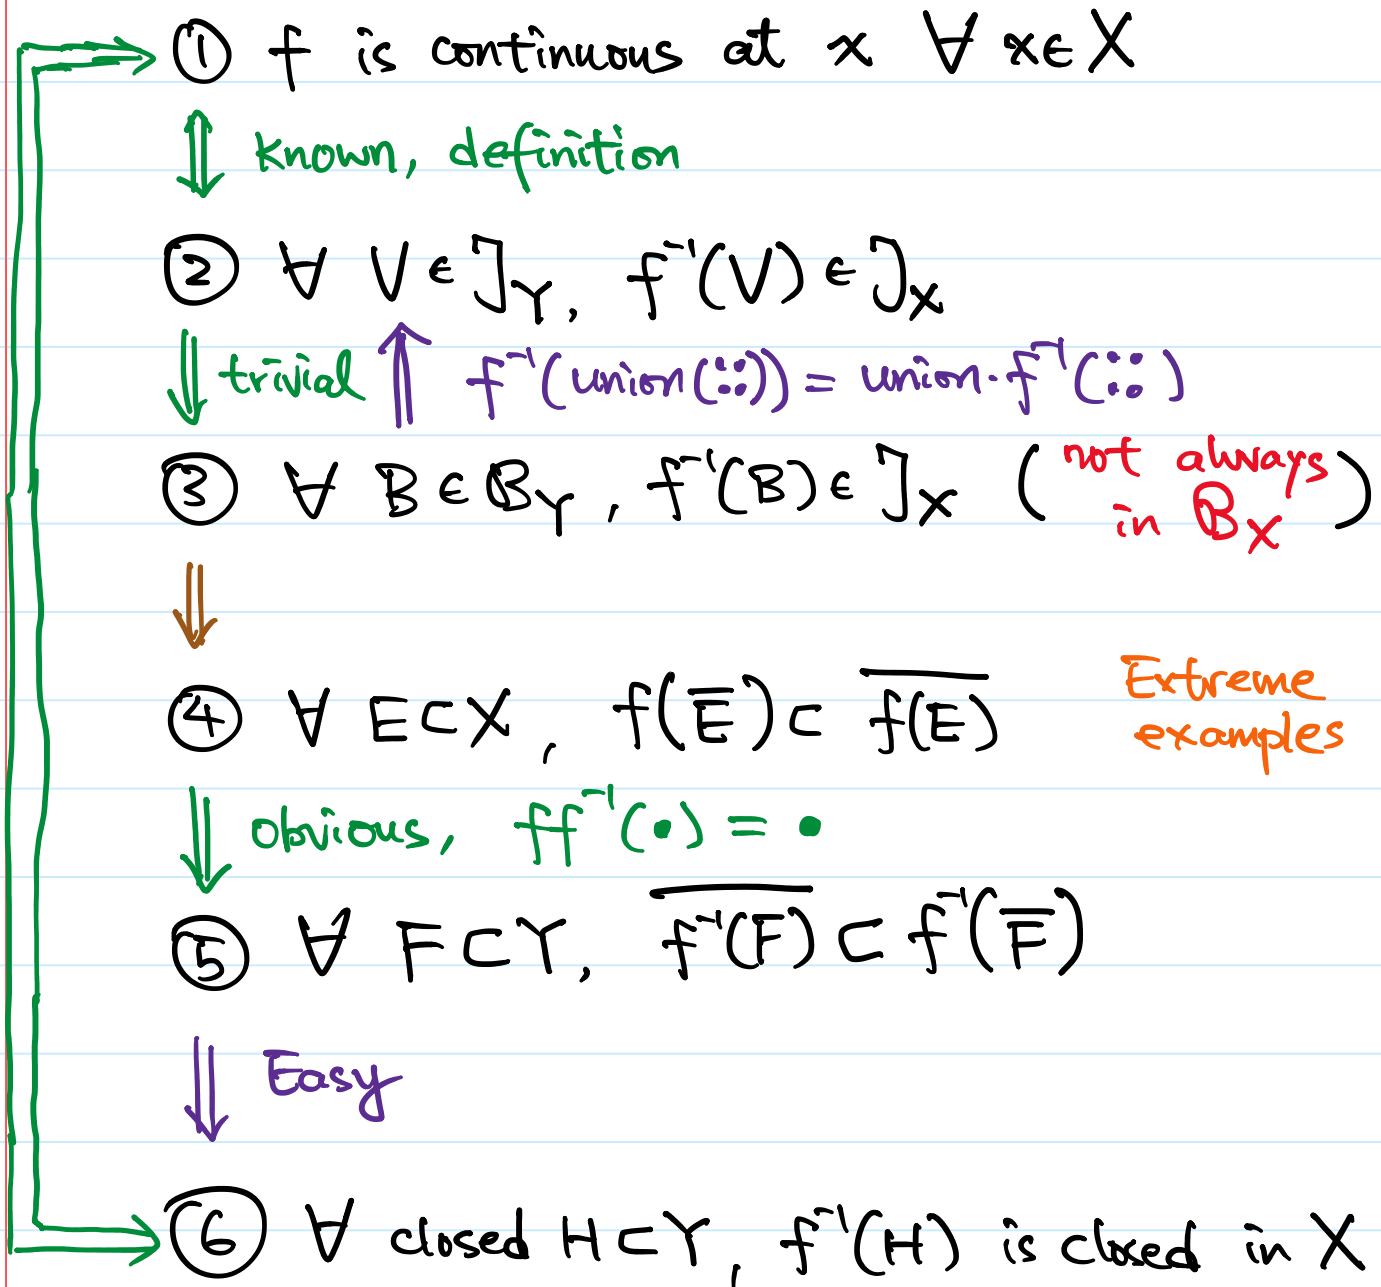 ① f is continuous at x ∀ x∈X
known, definition
② ∀ V∈𝒥_Y, f⁻¹(V)∈𝒥_X
trivial f⁻¹(union(::)) = union·f⁻¹(::)
③ ∀ B∈ℬ_Y, f⁻¹(B)∈𝒥_X (not always
in ℬ_X)
④ ∀ E⊂X, f(E̅)⊂ \overline{f(E)} Extreme
examples
obvious, ff⁻¹(•) = •
⑤ ∀ F⊂Y, \overline{f⁻¹(F)} ⊂ f⁻¹(F̅)
Easy
⑥ ∀ closed H⊂Y, f⁻¹(H) is closed in X